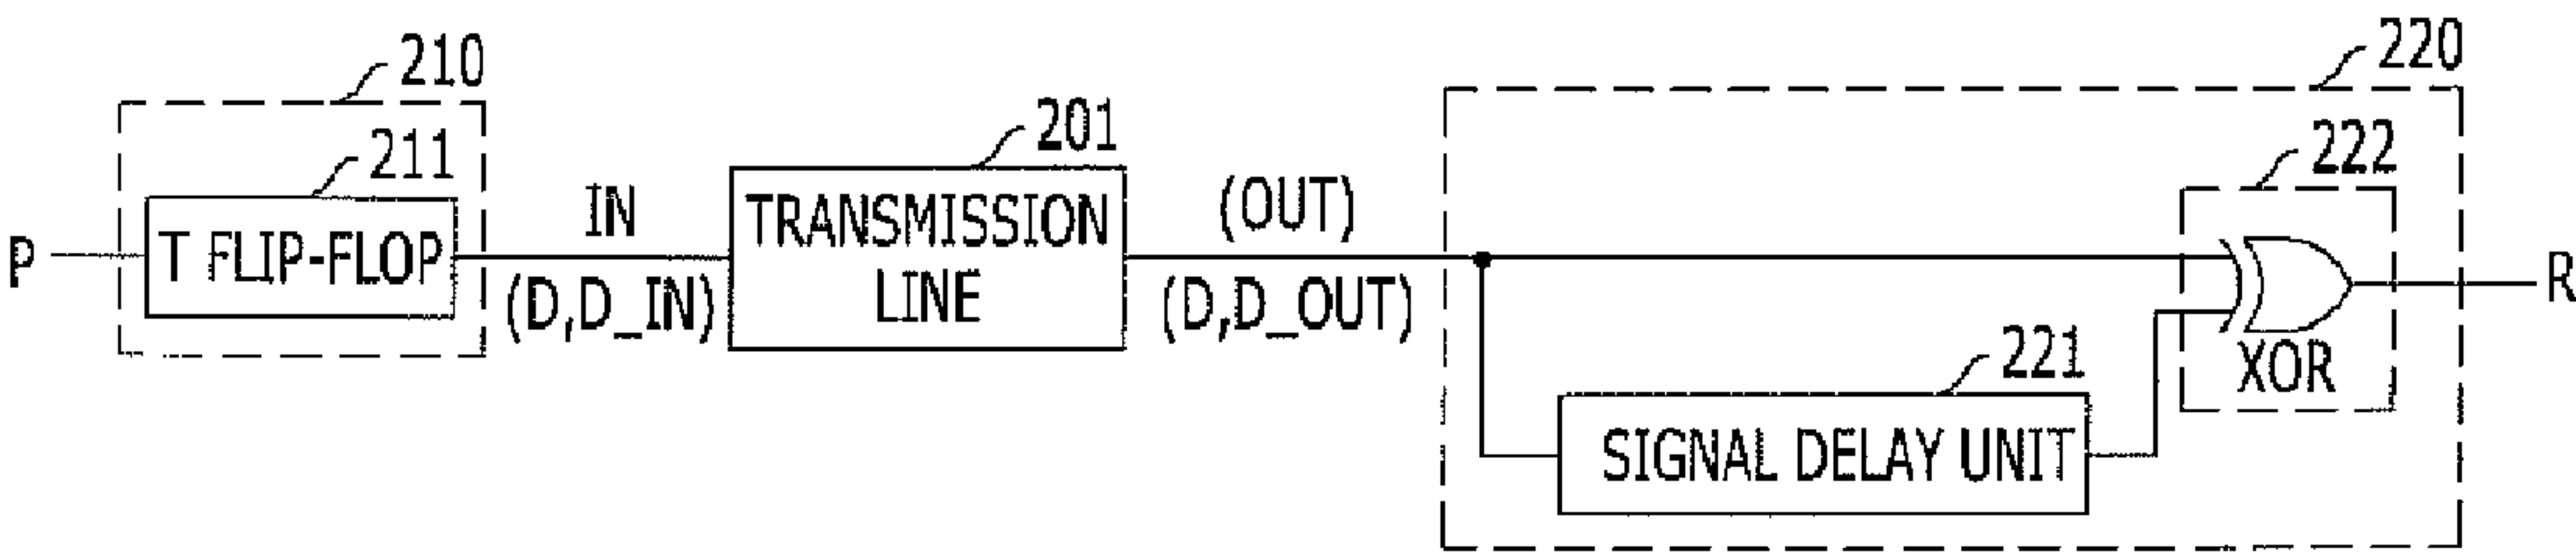 210
211
P
T FLIP-FLOP
IN
(D,D_IN)
201
TRANSMISSION
LINE
(OUT)
(D,D_OUT)
220
222
XOR
221
SIGNAL DELAY UNIT
R